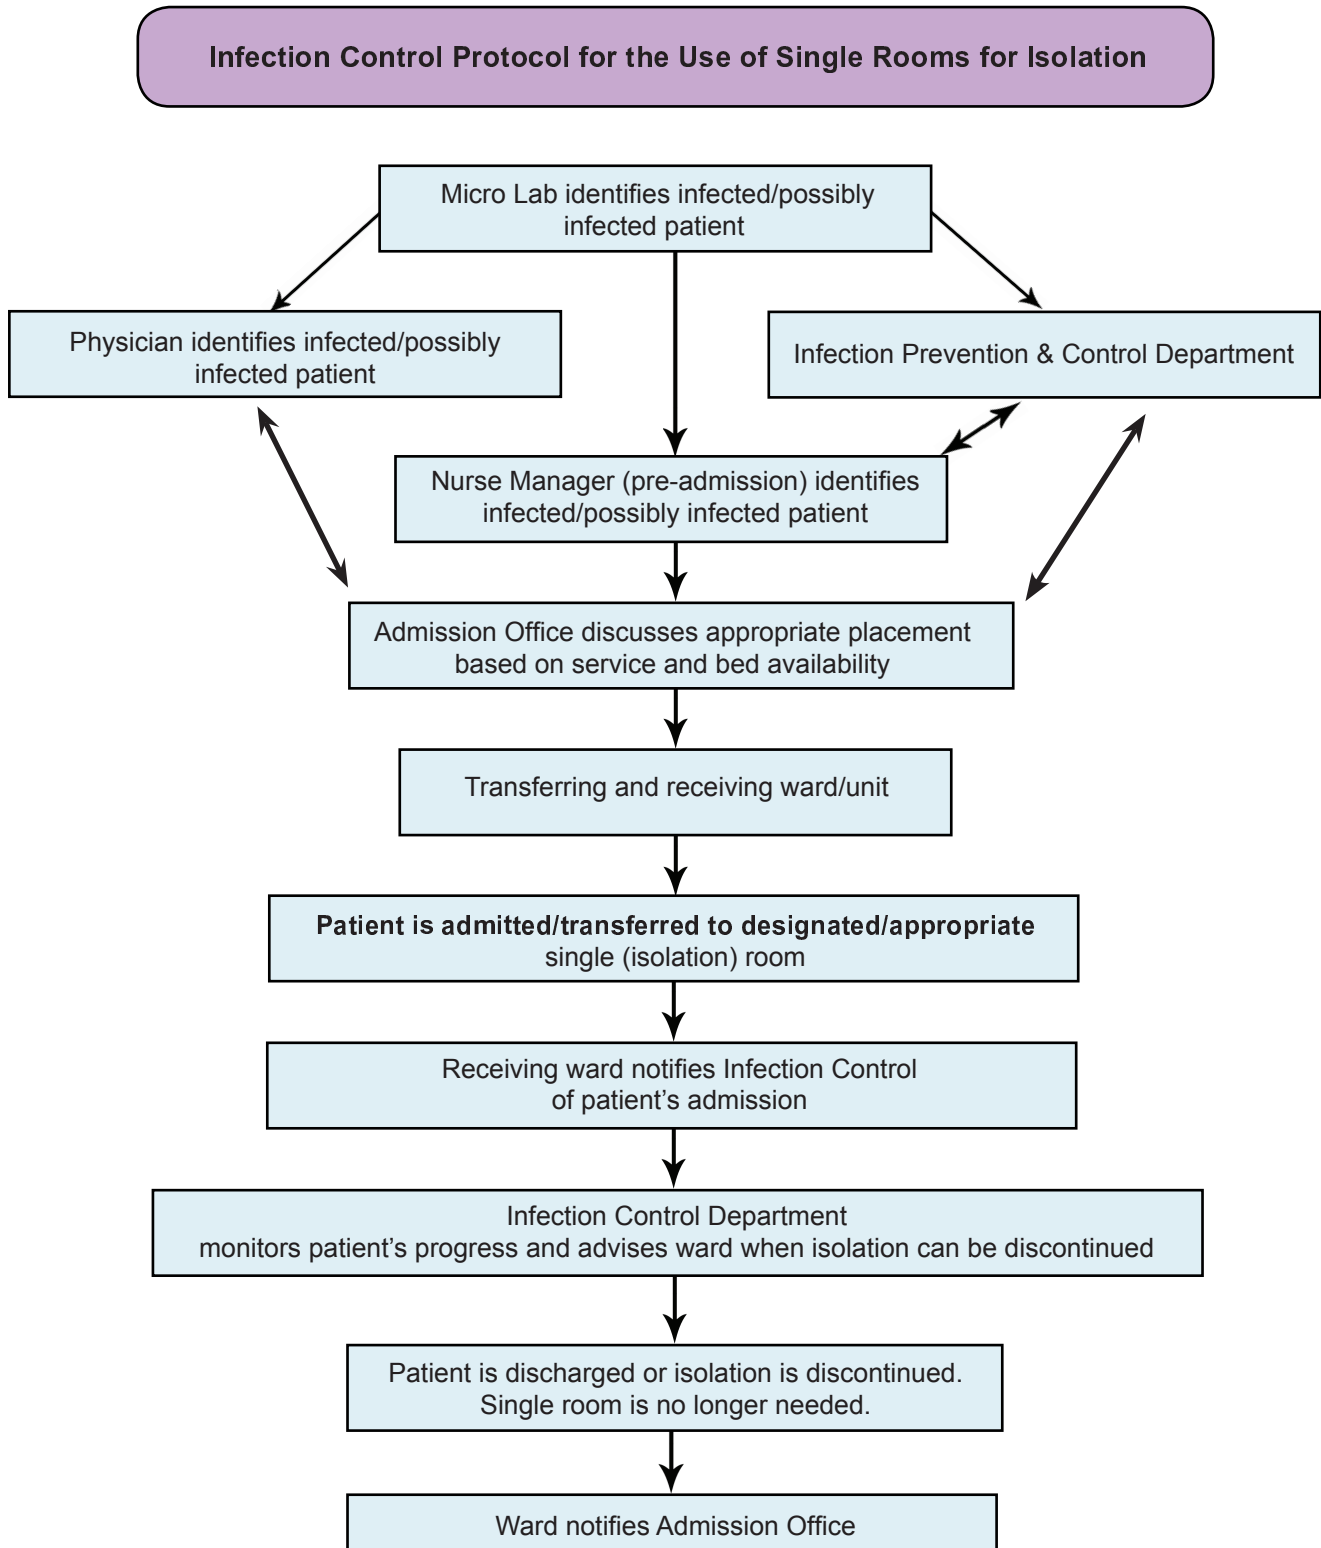 Infection Control Protocol for the Use of Single Rooms for Isolation
Micro Lab identifies infected/possibly
infected patient
Physician identifies infected/possibly
infected patient
Infection Prevention & Control Department
Nurse Manager (pre-admission) identifies
infected/possibly infected patient
Admission Office discusses appropriate placement
based on service and bed availability
Transferring and receiving ward/unit
Patient is admitted/transferred to designated/appropriate
single (isolation) room
Receiving ward notifies Infection Control
of patient’s admission
Infection Control Department
monitors patient’s progress and advises ward when isolation can be discontinued
Patient is discharged or isolation is discontinued.
Single room is no longer needed.
Ward notifies Admission Office